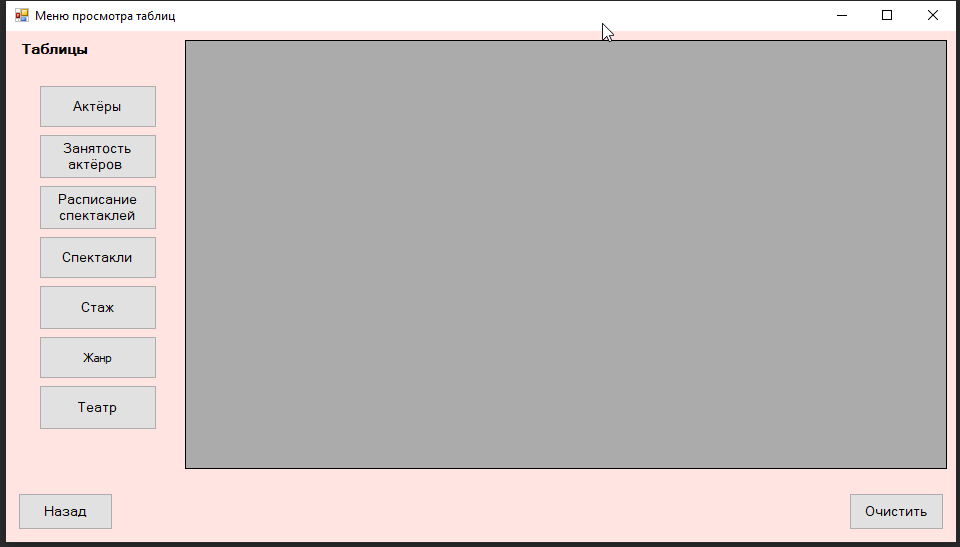 Меню просмотра таблиц
Таблицы
Актёры
Занятость
актёров
Расписание
спектаклей
Спектакли
Стаж
Жанр
Театр
Назад
Очистить